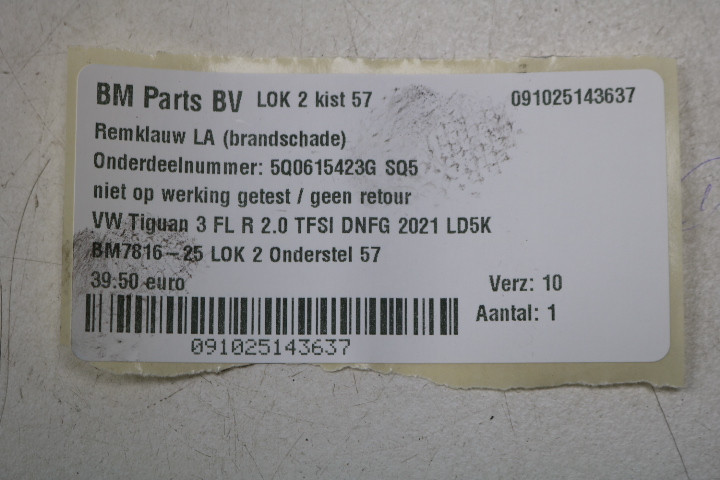 BM Parts BV LOK 2 kist 57 091025143637
Remklauw LA (brandschade)
Onderdeelnummer: 5Q0615423G SQ5
niet op werking getest / geen retour
VW Tiguan 3 FL R 2.0 TFSI DNFG 2021 LD5K
BM7816-25 LOK 2 Onderstel 57
39.50 euro Verz: 10
Aantal: 1
091025143637